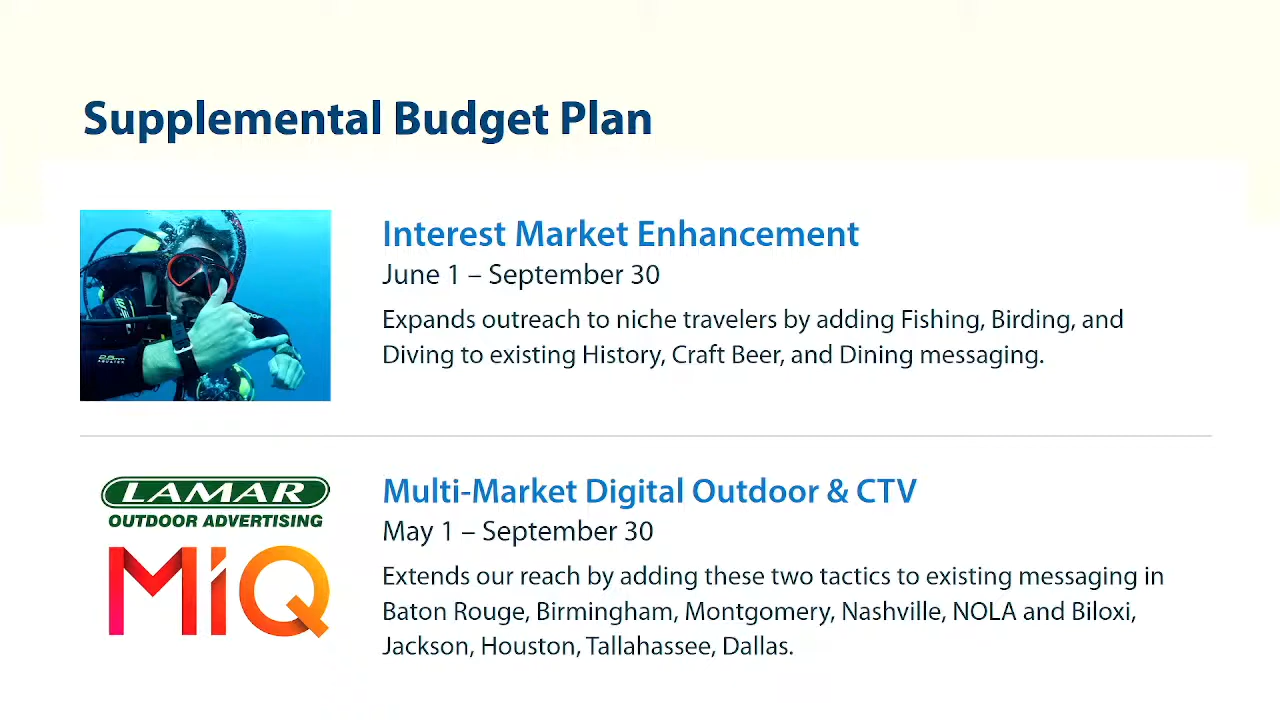 Supplemental Budget Plan
Interest Market Enhancement
June 1 – September 30
Expands outreach to niche travelers by adding Fishing, Birding, and
Diving to existing History, Craft Beer, and Dining messaging.
LAMAR
OUTDOOR ADVERTISING
MiQ
Multi-Market Digital Outdoor & CTV
May 1 – September 30
Extends our reach by adding these two tactics to existing messaging in
Baton Rouge, Birmingham, Montgomery, Nashville, NOLA and Biloxi,
Jackson, Houston, Tallahassee, Dallas.